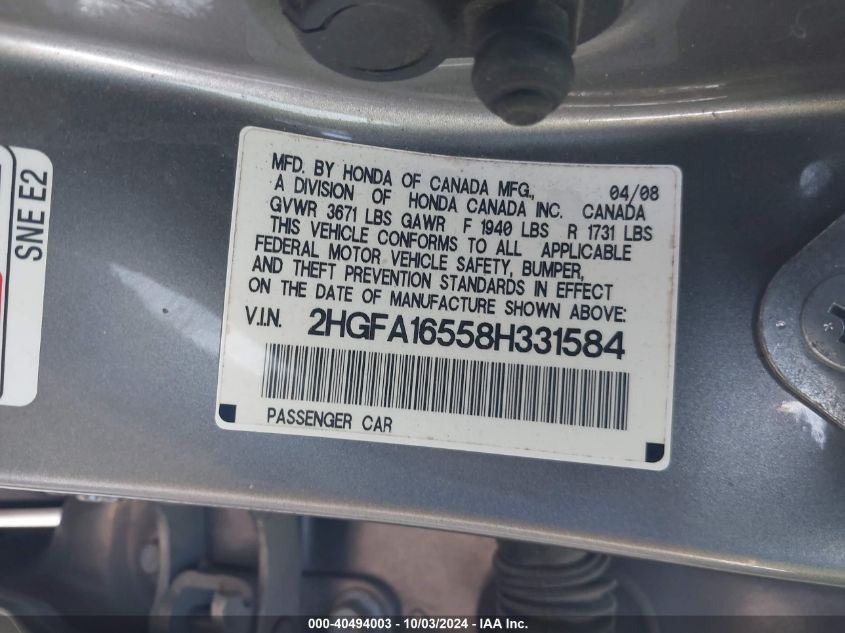 SNE E2
MFD. BY HONDA OF CANADA MFG., 04/08
A DIVISION OF HONDA CANADA INC. CANADA
GVWR 3671 LBS GAWR F 1940 LBS R 1731 LBS
THIS VEHICLE CONFORMS TO ALL APPLICABLE
FEDERAL MOTOR VEHICLE SAFETY, BUMPER,
AND THEFT PREVENTION STANDARDS IN EFFECT
ON THE DATE OF MANUFACTURE SHOWN ABOVE:
V.I.N. 2HGFA16558H331584
PASSENGER CAR
000-40494003 - 10/03/2024 - IAA Inc.